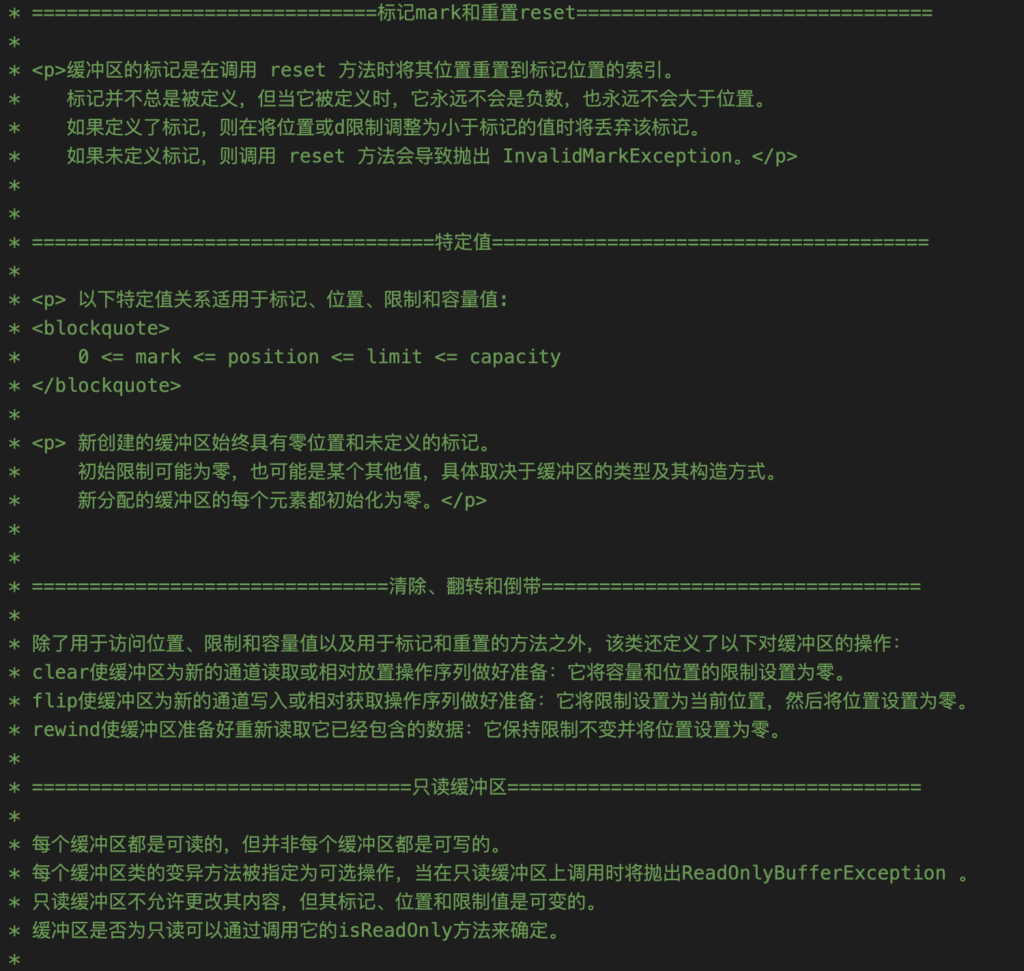 * ==============================标记mark和重置reset===============================
*
* <p>缓冲区的标记是在调用 reset 方法时将其位置重置到标记位置的索引。
*    标记并不总是被定义，但当它被定义时，它永远不会是负数，也永远不会大于位置。
*    如果定义了标记，则在将位置或d限制调整为小于标记的值时将丢弃该标记。
*    如果未定义标记，则调用 reset 方法会导致抛出 InvalidMarkException。</p>
*
*
* ===================================特定值======================================
*
* <p> 以下特定值关系适用于标记、位置、限制和容量值：
* <blockquote>
*     0 <= mark <= position <= limit <= capacity
* </blockquote>
*
* <p> 新创建的缓冲区始终具有零位置和未定义的标记。
*     初始限制可能为零，也可能是某个其他值，具体取决于缓冲区的类型及其构造方式。
*     新分配的缓冲区的每个元素都初始化为零。</p>
*
*
* ===============================清除、翻转和倒带=================================
*
* 除了用于访问位置、限制和容量值以及用于标记和重置的方法之外，该类还定义了以下对缓冲区的操作：
* clear使缓冲区为新的通道读取或相对放置操作序列做好准备：它将容量和位置的限制设置为零。
* flip使缓冲区为新的通道写入或相对获取操作序列做好准备：它将限制设置为当前位置，然后将位置设置为零。
* rewind使缓冲区准备好重新读取它已经包含的数据：它保持限制不变并将位置设置为零。
*
* =================================只读缓冲区====================================
*
* 每个缓冲区都是可读的，但并非每个缓冲区都是可写的。
* 每个缓冲区类的变异方法被指定为可选操作，当在只读缓冲区上调用时将抛出ReadOnlyBufferException 。
* 只读缓冲区不允许更改其内容，但其标记、位置和限制值是可变的。
* 缓冲区是否为只读可以通过调用它的isReadOnly方法来确定。
*